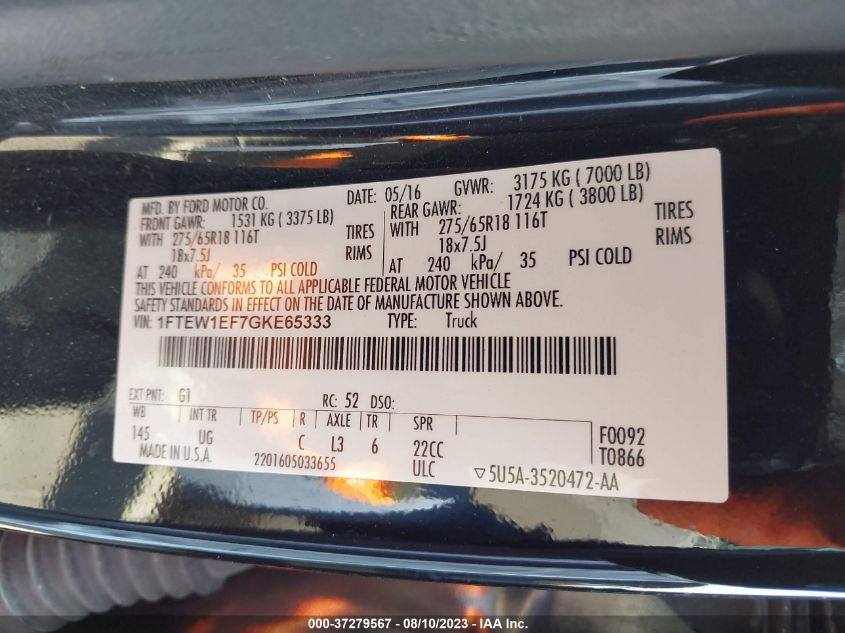 MFD. BY FORD MOTOR CO. DATE: 05/16 GVWR: 3175 KG ( 7000 LB)
FRONT GAWR: 1531 KG ( 3375 LB) REAR GAWR: 1724 KG ( 3800 LB)
WITH 275/65R18 116T TIRES WITH 275/65R18 116T TIRES
18x7.5J RIMS 18x7.5J RIMS
AT 240 kPa/ 35 PSI COLD AT 240 kPa/ 35 PSI COLD
THIS VEHICLE CONFORMS TO ALL APPLICABLE FEDERAL MOTOR VEHICLE
SAFETY STANDARDS IN EFFECT ON THE DATE OF MANUFACTURE SHOWN ABOVE.
VIN: 1FTEW1EF7GKE65333 TYPE: Truck
EXT PNT: G1 RC: 52 DSO:
WB INT TR TP/PS R AXLE TR SPR
145 UG C L3 6 22CC F0092
MADE IN U.S.A. 2201605033655 ULC ▽5U5A-3520472-AA T0866
000-37279567 - 08/10/2023 - IAA Inc.